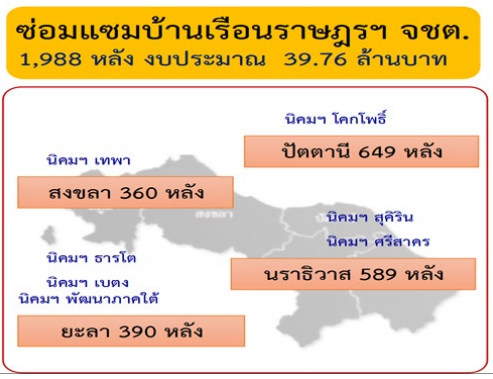 ซ่อมแซมบ้านเรือนราษฎรฯ จชต.
1,988 หลัง งบประมาณ 39.76 ล้านบาท
นิคมฯ โคกโพธิ์
ปัตตานี 649 หลัง
นิคมฯ เทพา
สงขลา 360 หลัง
สงขลา
นิคมฯ สุคิริน
นิคมฯ ศรีสาคร
นราธิวาส 589 หลัง
นิคมฯ ธารโต
นิคมฯ เบตง
นิคมฯ พัฒนาภาคใต้
ยะลา 390 หลัง